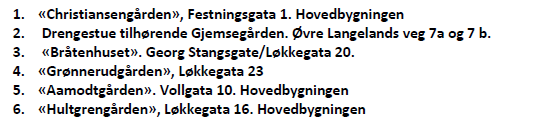 1. «Christiansengården», Festningsgata 1. Hovedbygningen
2. Drengestue tilhørende Gjemsegården. Øvre Langelands veg 7a og 7 b.
3. «Bråtenhuset». Georg Stangsgate/Løkkegata 20.
4. «Grønnerudgården», Løkkegata 23
5. «Aamodtgården». Vollgata 10. Hovedbygningen
6. «Hultgrengården», Løkkegata 16. Hovedbygningen